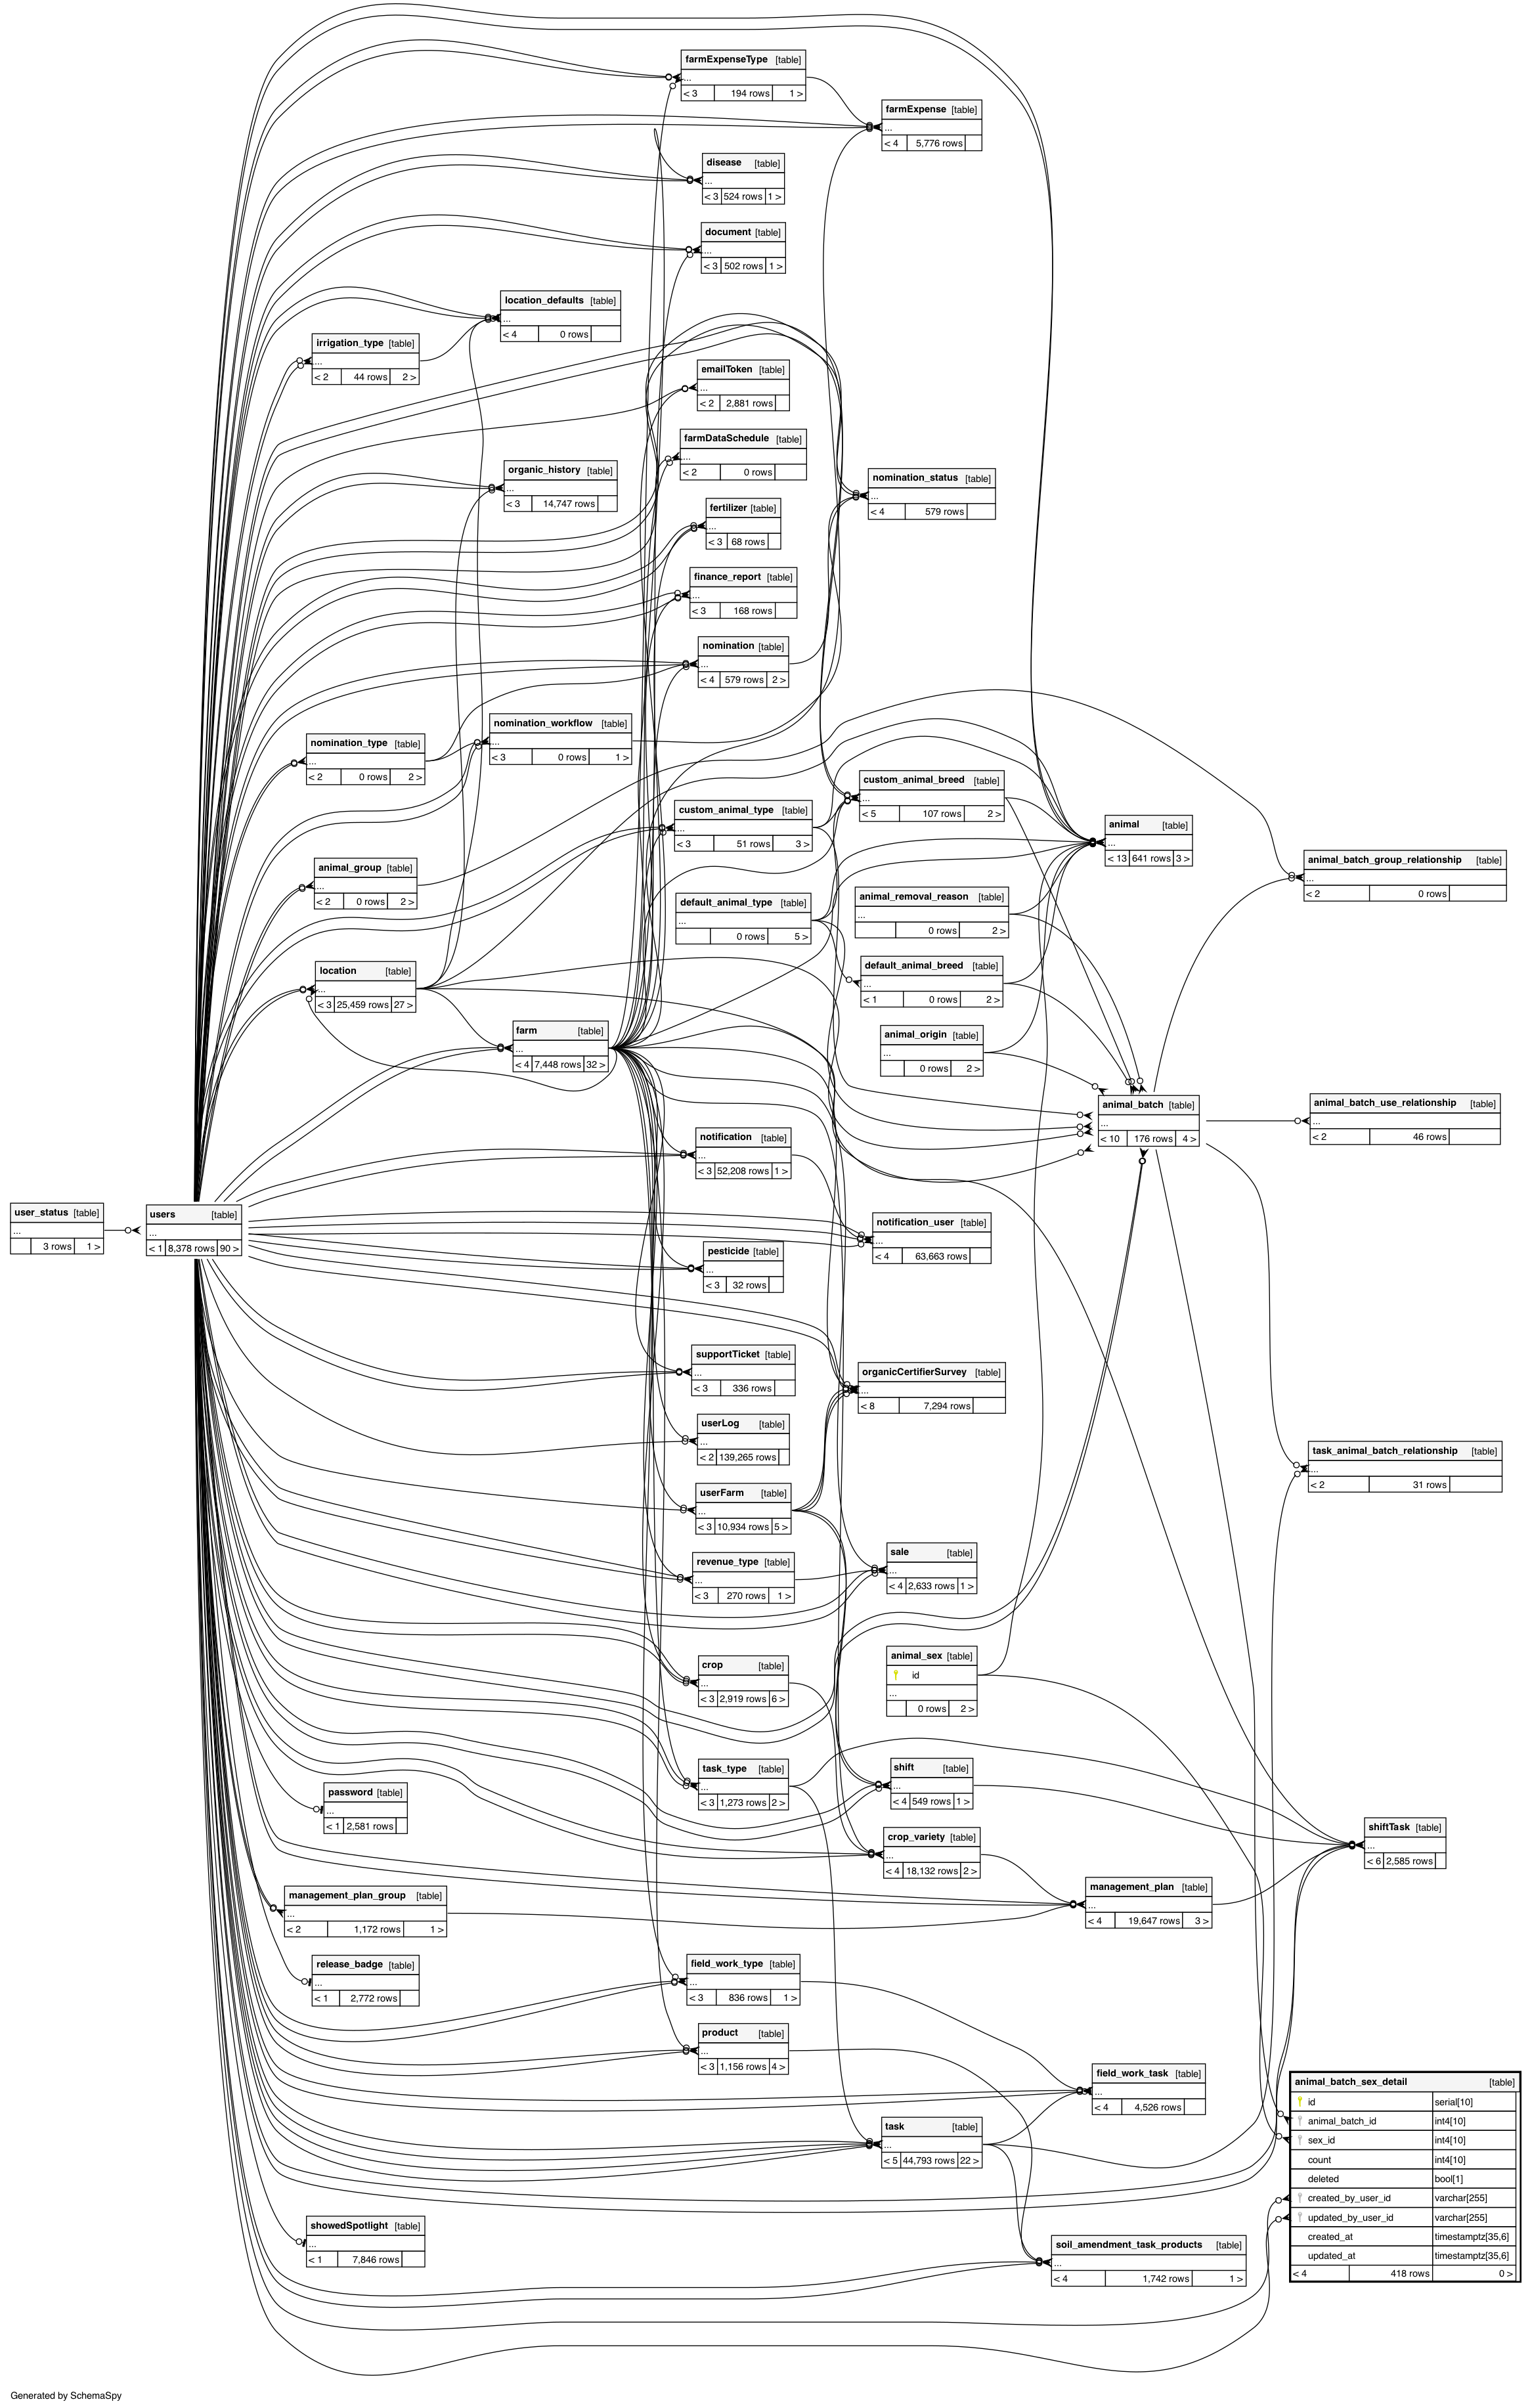 farmExpenseType [table]
...
< 3 194 rows 1 >
farmExpense [table]
...
< 4 5,776 rows
disease [table]
...
< 3 524 rows 1 >
document [table]
...
< 3 502 rows 1 >
location_defaults [table]
...
< 4 0 rows
irrigation_type [table]
...
< 2 44 rows 2 >
emailToken [table]
...
< 2 2,881 rows
farmDataSchedule [table]
...
< 2 0 rows
organic_history [table]
...
< 3 14,747 rows
nomination_status [table]
...
< 4 579 rows
fertilizer [table]
...
< 3 68 rows
finance_report [table]
...
< 3 168 rows
nomination [table]
...
< 4 579 rows 2 >
nomination_workflow [table]
...
< 3 0 rows 1 >
nomination_type [table]
...
< 2 0 rows 2 >
custom_animal_breed [table]
...
< 5 107 rows 2 >
custom_animal_type [table]
...
< 3 51 rows 3 >
animal [table]
...
< 13 641 rows 3 >
animal_batch_group_relationship [table]
...
< 2 0 rows
animal_group [table]
...
< 2 0 rows 2 >
default_animal_type [table]
...
0 rows 5 >
animal_removal_reason [table]
...
0 rows 2 >
default_animal_breed [table]
...
< 1 0 rows 2 >
location [table]
...
< 3 25,459 rows 27 >
farm [table]
...
< 4 7,448 rows 32 >
animal_origin [table]
...
0 rows 2 >
animal_batch [table]
...
< 10 176 rows 4 >
animal_batch_use_relationship [table]
...
< 2 46 rows
notification [table]
...
< 3 52,208 rows 1 >
user_status [table]
...
3 rows 1 >
users [table]
...
< 1 8,378 rows 90 >
notification_user [table]
...
< 4 63,663 rows
pesticide [table]
...
< 3 32 rows
supportTicket [table]
...
< 3 336 rows
organicCertifierSurvey [table]
...
< 8 7,294 rows
userLog [table]
...
< 2 139,265 rows
task_animal_batch_relationship [table]
...
< 2 31 rows
userFarm [table]
...
< 3 10,934 rows 5 >
sale [table]
...
< 4 2,633 rows 1 >
revenue_type [table]
...
< 3 270 rows 1 >
animal_sex [table]
id
...
0 rows 2 >
crop [table]
...
< 3 2,919 rows 6 >
task_type [table]
...
< 3 1,273 rows 2 >
shift [table]
...
< 4 549 rows 1 >
password [table]
...
< 1 2,581 rows
shiftTask [table]
...
< 6 2,585 rows
crop_variety [table]
...
< 4 18,132 rows 2 >
management_plan [table]
...
< 4 19,647 rows 3 >
management_plan_group [table]
...
< 2 1,172 rows 1 >
release_badge [table]
...
< 1 2,772 rows
field_work_type [table]
...
< 3 836 rows 1 >
product [table]
...
< 3 1,156 rows 4 >
field_work_task [table]
...
< 4 4,526 rows
animal_batch_sex_detail [table]
id serial[10]
animal_batch_id int4[10]
sex_id int4[10]
count int4[10]
deleted bool[1]
created_by_user_id varchar[255]
updated_by_user_id varchar[255]
created_at timestamptz[35,6]
updated_at timestamptz[35,6]
< 4 418 rows 0 >
task [table]
...
< 5 44,793 rows 22 >
showedSpotlight [table]
...
< 1 7,846 rows
soil_amendment_task_products [table]
...
< 4 1,742 rows 1 >
Generated by SchemaSpy